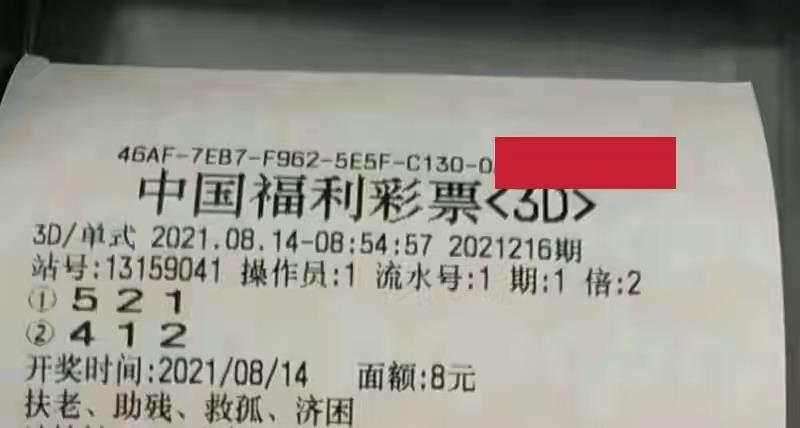 46AF-7EB7-F962-5E5F-C130-0
中国福利彩票<3D>
3D/单式 2021.08.14-08:54:57 2021216期
站号:13159041 操作员:1 流水号:1 期:1 倍:2
① 5 2 1
② 4 1 2
开奖时间:2021/08/14 面额:8元
扶老、助残、救孤、济困